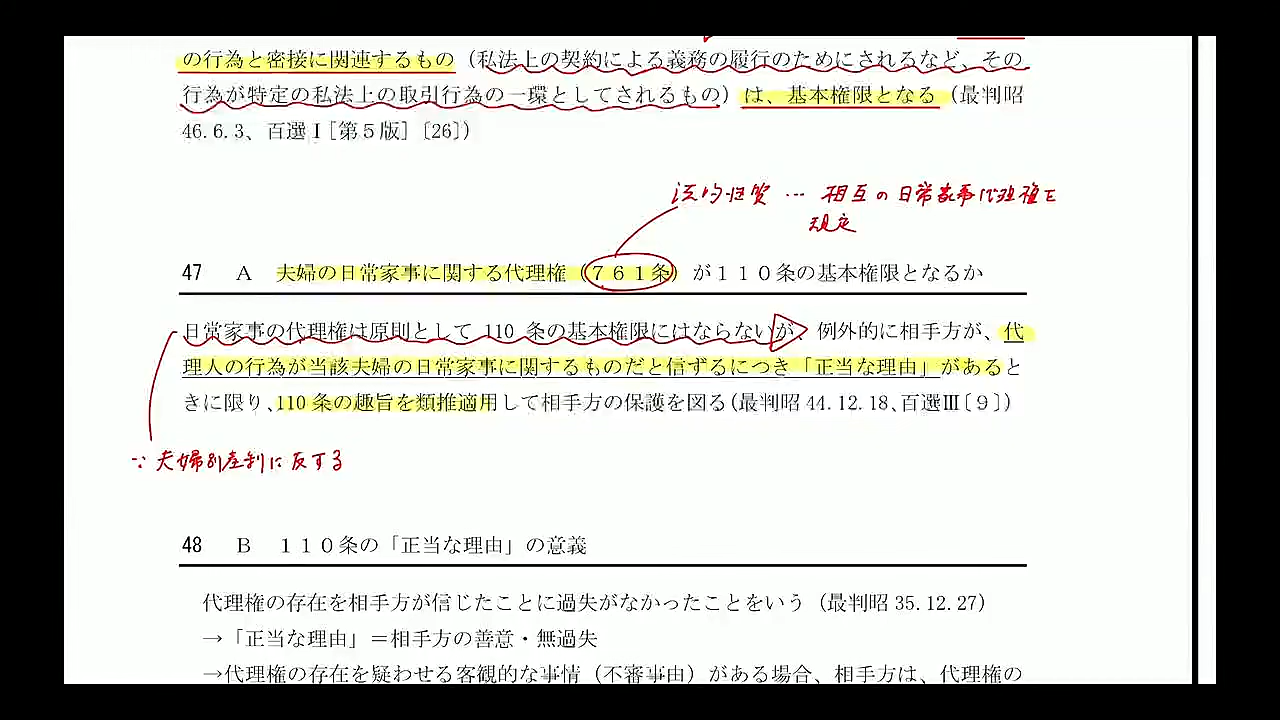 の行為と密接に関連するもの（私法上の契約による義務の履行のためにされるなど、その
行為が特定の私法上の取引行為の一環としてされるもの）は、基本権限となる（最判昭
46.6.3、百選Ⅰ［第５版］〔26〕）
法的性質 … 相互の日常家事代理権を
規定
47 Ａ 夫婦の日常家事に関する代理権（７６１条）が１１０条の基本権限となるか
日常家事の代理権は原則として 110 条の基本権限にはならないが、例外的に相手方が、代
理人の行為が当該夫婦の日常家事に関するものだと信ずるにつき「正当な理由」があると
きに限り、110 条の趣旨を類推適用して相手方の保護を図る（最判昭 44.12.18、百選Ⅲ〔９〕）
∵ 夫婦別産制に反する
48 Ｂ １１０条の「正当な理由」の意義
代理権の存在を相手方が信じたことに過失がなかったことをいう（最判昭 35.12.27）
→「正当な理由」＝相手方の善意・無過失
→代理権の存在を疑わせる客観的な事情（不審事由）がある場合、相手方は、代理権の